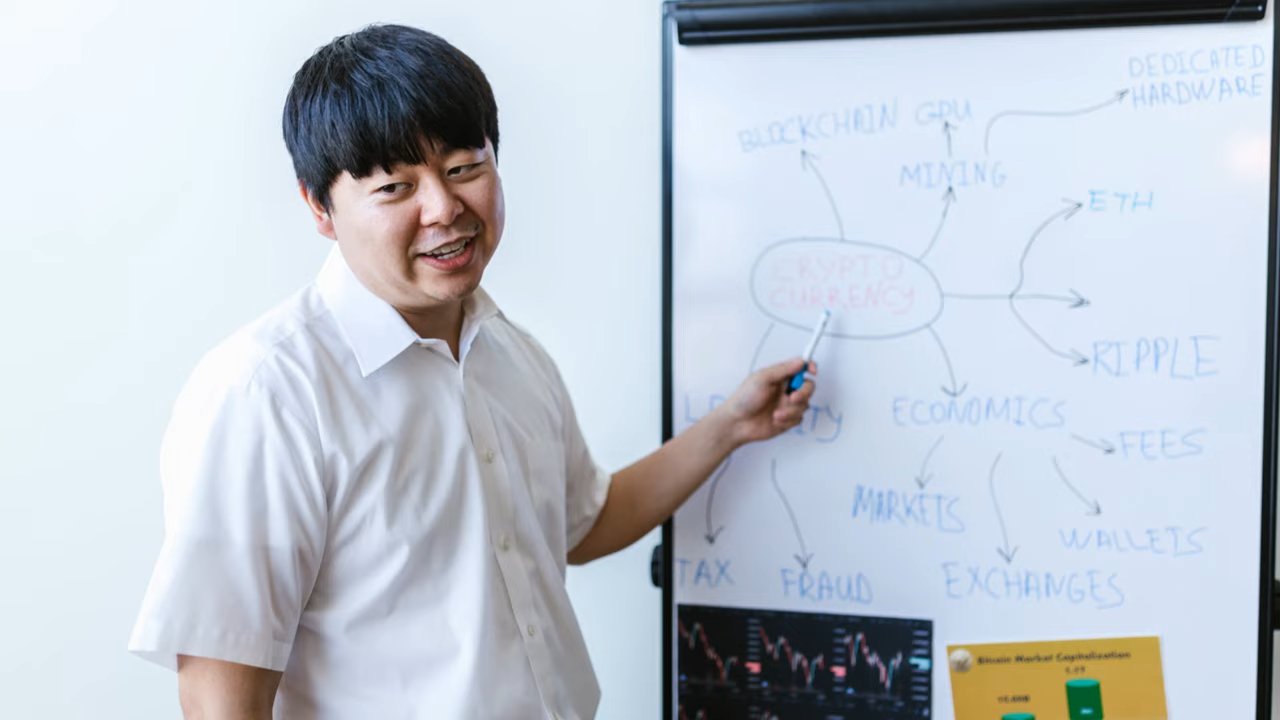 DEDICATED
HARDWARE
BLOCKCHAIN GPU
MINING
ETH
CRYPTO
CURRENCY
RIPPLE
ECONOMICS
FEES
MARKETS
WALLETS
TAX
FRAUD
EXCHANGES
Bitcoin Market Capitalization